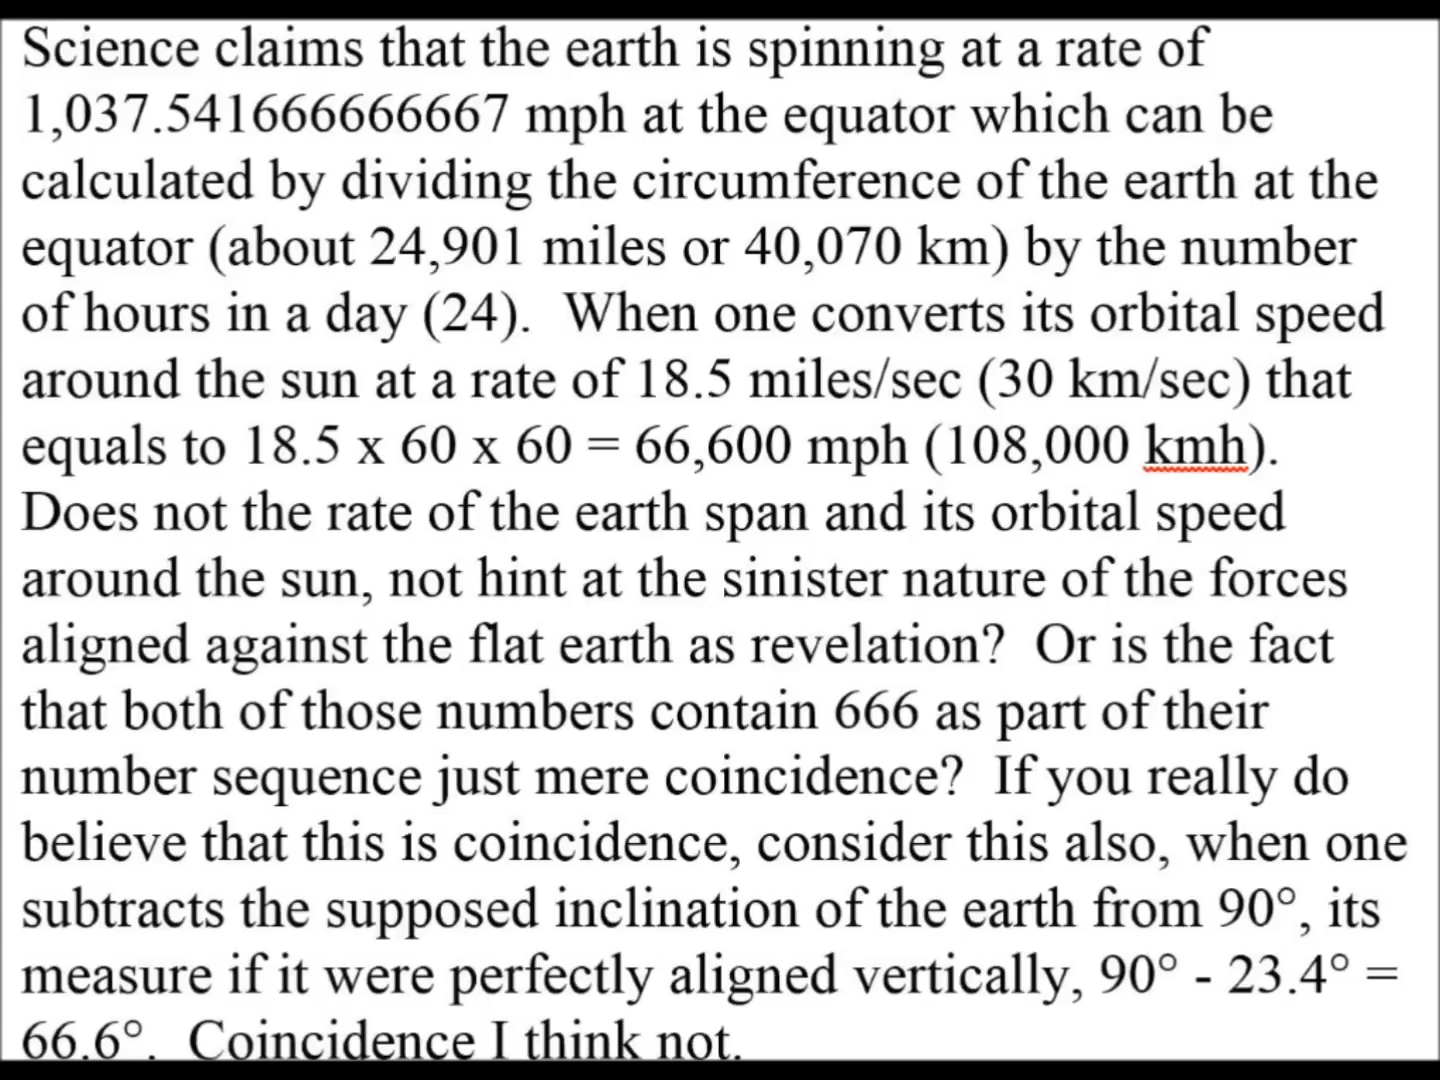 Science claims that the earth is spinning at a rate of
1,037.541666666667 mph at the equator which can be
calculated by dividing the circumference of the earth at the
equator (about 24,901 miles or 40,070 km) by the number
of hours in a day (24).  When one converts its orbital speed
around the sun at a rate of 18.5 miles/sec (30 km/sec) that
equals to 18.5 x 60 x 60 = 66,600 mph (108,000 kmh).
Does not the rate of the earth span and its orbital speed
around the sun, not hint at the sinister nature of the forces
aligned against the flat earth as revelation?  Or is the fact
that both of those numbers contain 666 as part of their
number sequence just mere coincidence?  If you really do
believe that this is coincidence, consider this also, when one
subtracts the supposed inclination of the earth from 90°, its
measure if it were perfectly aligned vertically, 90° - 23.4° =
66.6°.  Coincidence I think not.